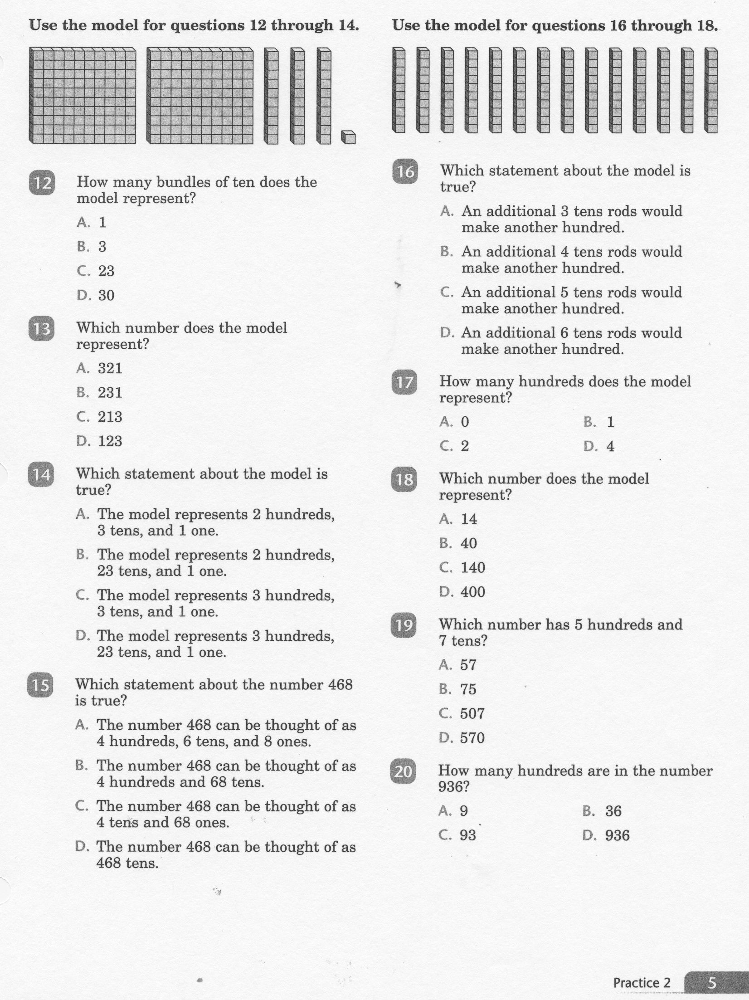 Use the model for questions 12 through 14.
12 How many bundles of ten does the
model represent?
A. 1
B. 3
C. 23
D. 30
13 Which number does the model
represent?
A. 321
B. 231
C. 213
D. 123
14 Which statement about the model is
true?
A. The model represents 2 hundreds,
3 tens, and 1 one.
B. The model represents 2 hundreds,
23 tens, and 1 one.
C. The model represents 3 hundreds,
3 tens, and 1 one.
D. The model represents 3 hundreds,
23 tens, and 1 one.
15 Which statement about the number 468
is true?
A. The number 468 can be thought of as
4 hundreds, 6 tens, and 8 ones.
B. The number 468 can be thought of as
4 hundreds and 68 tens.
C. The number 468 can be thought of as
4 tens and 68 ones.
D. The number 468 can be thought of as
468 tens.
Use the model for questions 16 through 18.
16 Which statement about the model is
true?
A. An additional 3 tens rods would
make another hundred.
B. An additional 4 tens rods would
make another hundred.
C. An additional 5 tens rods would
make another hundred.
D. An additional 6 tens rods would
make another hundred.
17 How many hundreds does the model
represent?
A. 0 B. 1
C. 2 D. 4
18 Which number does the model
represent?
A. 14
B. 40
C. 140
D. 400
19 Which number has 5 hundreds and
7 tens?
A. 57
B. 75
C. 507
D. 570
20 How many hundreds are in the number
936?
A. 9 B. 36
C. 93 D. 936
Practice 2 5